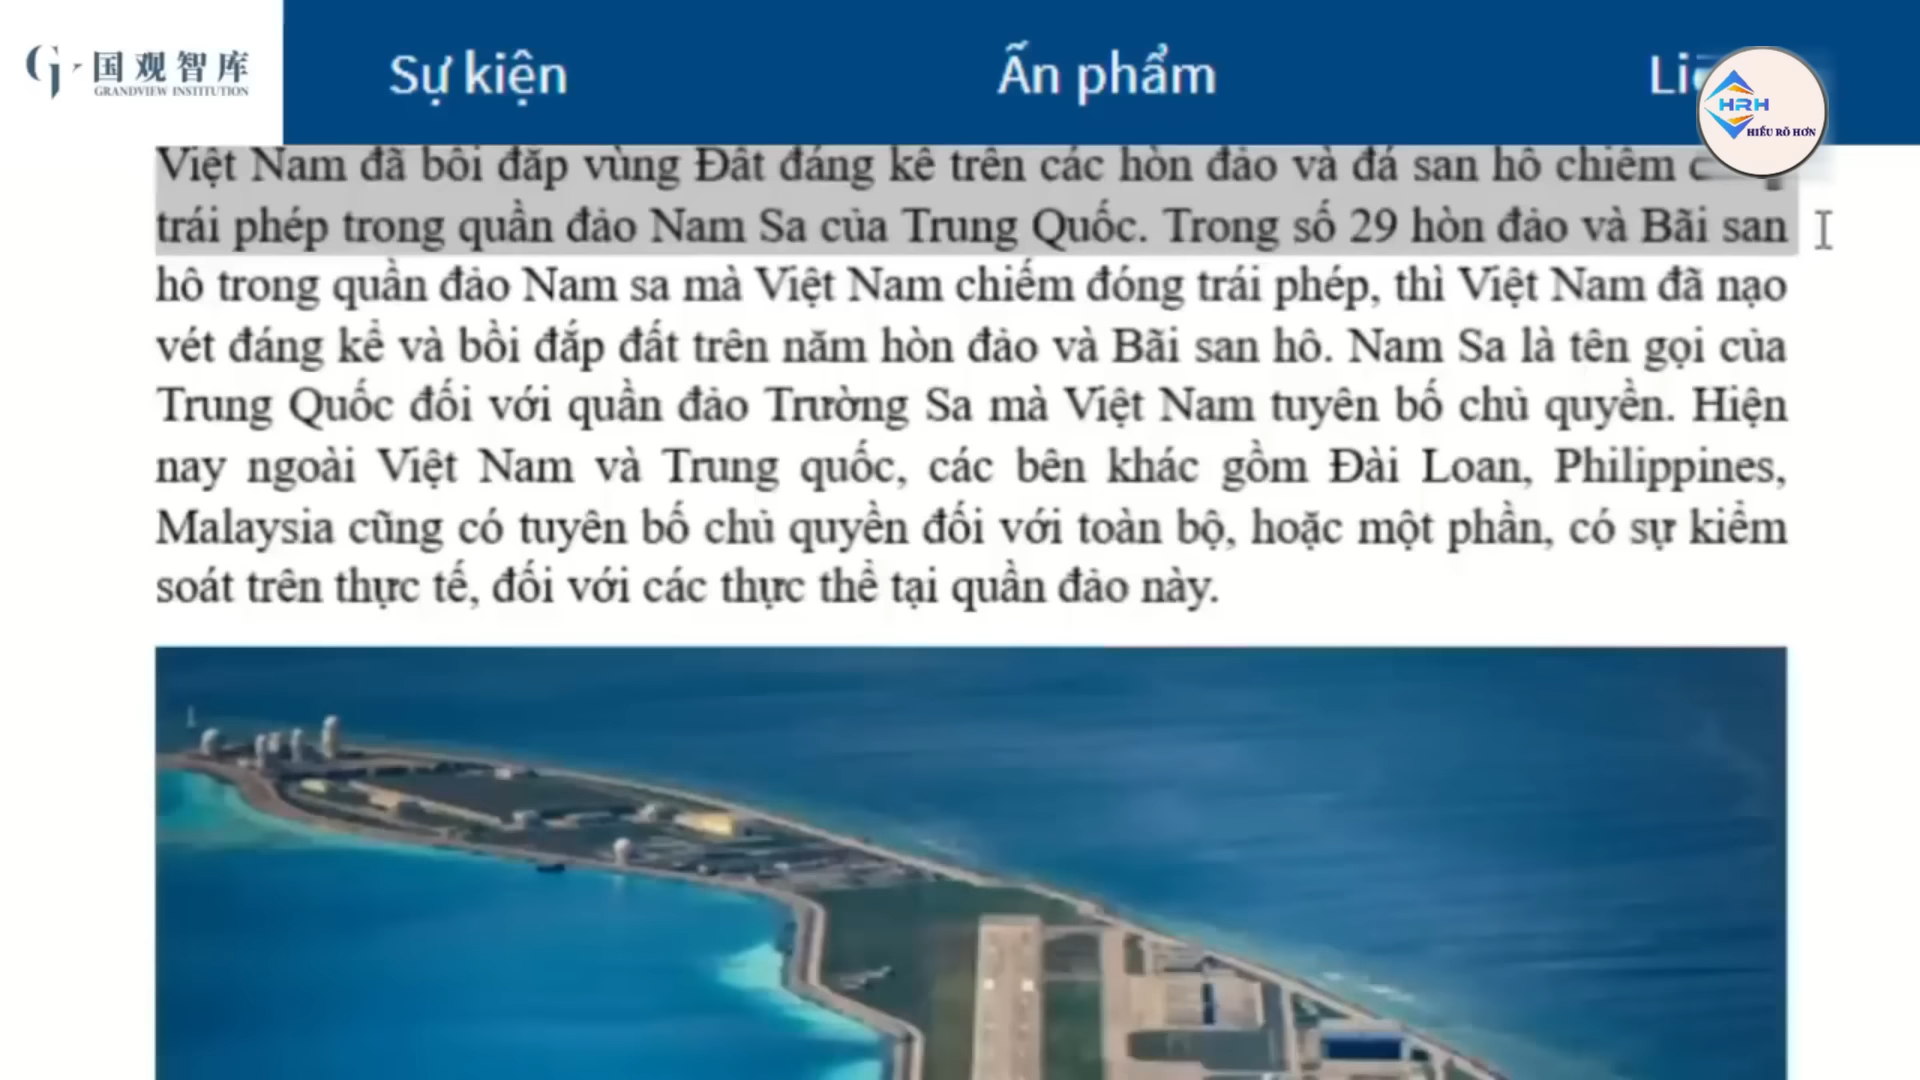 国观智库
GRANDVIEW INSTITUTION
Sự kiện
Ấn phẩm
HRH
HIỂU RÕ HƠN
Việt Nam đã bồi đắp vùng Đất đáng kể trên các hòn đảo và đá san hô chiếm
trái phép trong quần đảo Nam Sa của Trung Quốc. Trong số 29 hòn đảo và Bãi san
hô trong quần đảo Nam sa mà Việt Nam chiếm đóng trái phép, thì Việt Nam đã nạo
vét đáng kể và bồi đắp đất trên năm hòn đảo và Bãi san hô. Nam Sa là tên gọi của
Trung Quốc đối với quần đảo Trường Sa mà Việt Nam tuyên bố chủ quyền. Hiện
nay ngoài Việt Nam và Trung quốc, các bên khác gồm Đài Loan, Philippines,
Malaysia cũng có tuyên bố chủ quyền đối với toàn bộ, hoặc một phần, có sự kiểm
soát trên thực tế, đối với các thực thể tại quần đảo này.